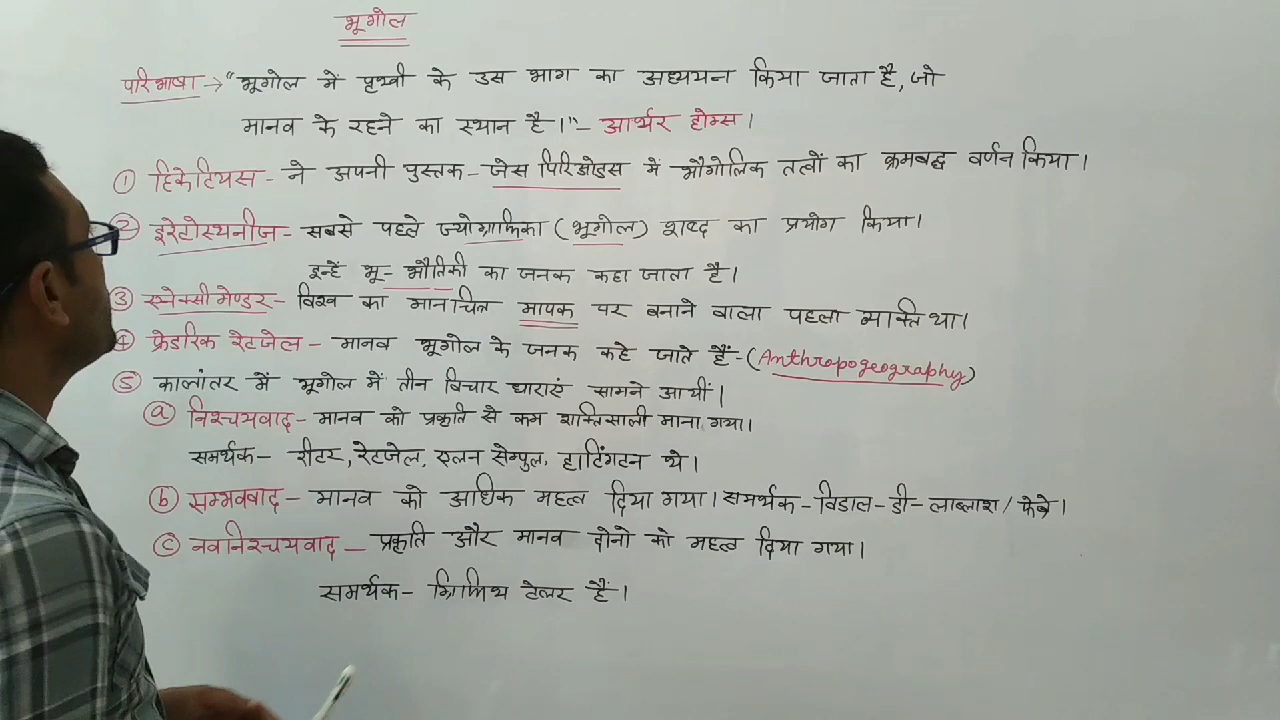 भूगोल
परिभाषा → "भूगोल में पृथ्वी के उस भाग का अध्ययन किया जाता है, जो
मानव के रहने का स्थान है।" - आर्थर होम्स।
① हिकेटियस - ने अपनी पुस्तक - जेस पिरिओडस में भौगोलिक तत्वों का क्रमबद्ध वर्णन किया।
② इरेटोस्थनीज - सबसे पहले ज्योग्राफिका (भूगोल) शब्द का प्रयोग किया।
इन्हें भू-भौतिकी का जनक कहा जाता है।
③ एनेक्सीमेण्डर - विश्व का मानचित्र मापक पर बनाने वाला पहला व्यक्ति था।
④ फ्रेडरिक रेटजेल - मानव भूगोल के जनक कहे जाते हैं - (Anthropogeography)
⑤ कालांतर में भूगोल में तीन विचार धाराएं सामने आयीं।
ⓐ निश्चयवाद - मानव को प्रकृति से कम शक्तिसाली माना गया।
समर्थक - रीटर, रेटजेल, एलन सेम्पुल, हाटिंगटन थे।
ⓑ सम्भववाद - मानव को अधिक महत्व दिया गया। समर्थक - विडाल - डी - लाब्लाश / फेब्रे।
ⓒ नवनिश्चयवाद - प्रकृति और मानव दोनो को महत्व दिया गया।
समर्थक - ग्रिफिथ टेलर हैं।